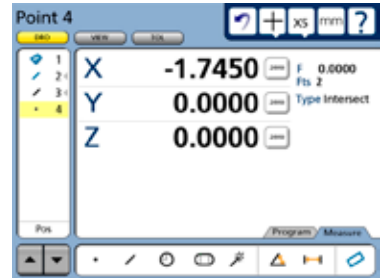 Point 4
XS mm ?
DRO VIEW TOL
1
2
3
4
X -1.7450
Y 0.0000
Z 0.0000
F 0.0000
Pts 2
Type Intersect
Pos
Program Measure